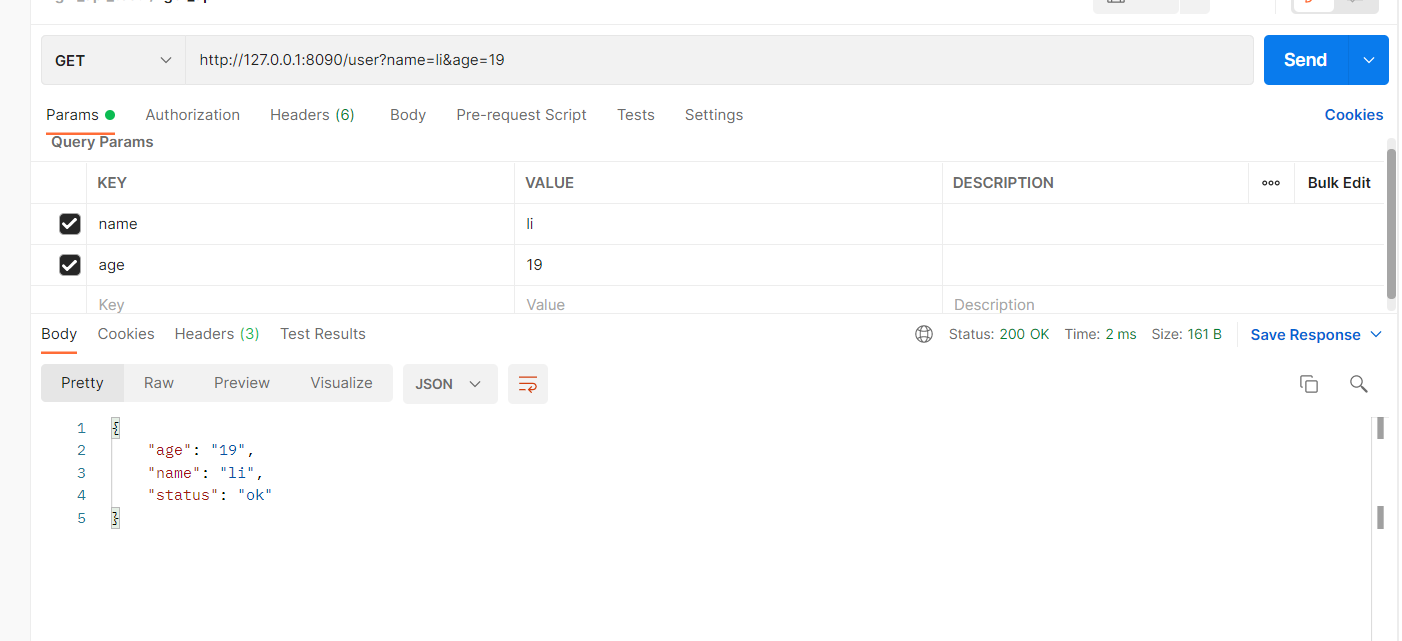 GET http://127.0.0.1:8090/user?name=li&age=19 Send
Params Authorization Headers (6) Body Pre-request Script Tests Settings Cookies
Query Params
KEY VALUE DESCRIPTION ooo Bulk Edit
name li
age 19
Key Value Description
Body Cookies Headers (3) Test Results Status: 200 OK Time: 2 ms Size: 161 B Save Response
Pretty Raw Preview Visualize JSON
1 {
2 "age": "19",
3 "name": "li",
4 "status": "ok"
5 }